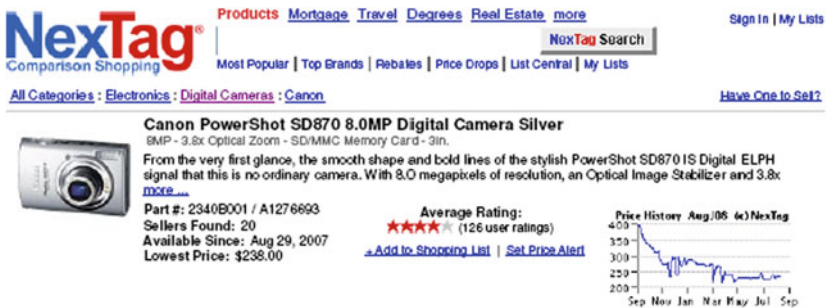 Products Mortgage Travel Degrees Real Estate more
Sign In | My Lists
NexTag®
Comparison Shopping
NexTag Search
Most Popular | Top Brands | Rebates | Price Drops | List Central | My Lists
All Categories : Electronics : Digital Cameras : Canon
Have One to Sell?
Canon PowerShot SD870 8.0MP Digital Camera Silver
8MP - 3.8x Optical Zoom - SD/MMC Memory Card - 3in.
From the very first glance, the smooth shape and bold lines of the stylish PowerShot SD870 IS Digital ELPH
signal that this is no ordinary camera. With 8.0 megapixels of resolution, an Optical Image Stabilizer and 3.8x
more ...
Part #: 2340B001 / A1276693
Sellers Found: 20
Available Since: Aug 29, 2007
Lowest Price: $238.00
Average Rating:
(126 user ratings)
+Add to Shopping List | Set Price Alert
Price History Aug/08 (c) NexTag
400
350
300
250
200
Sep Nov Jan Mar May Jul Sep